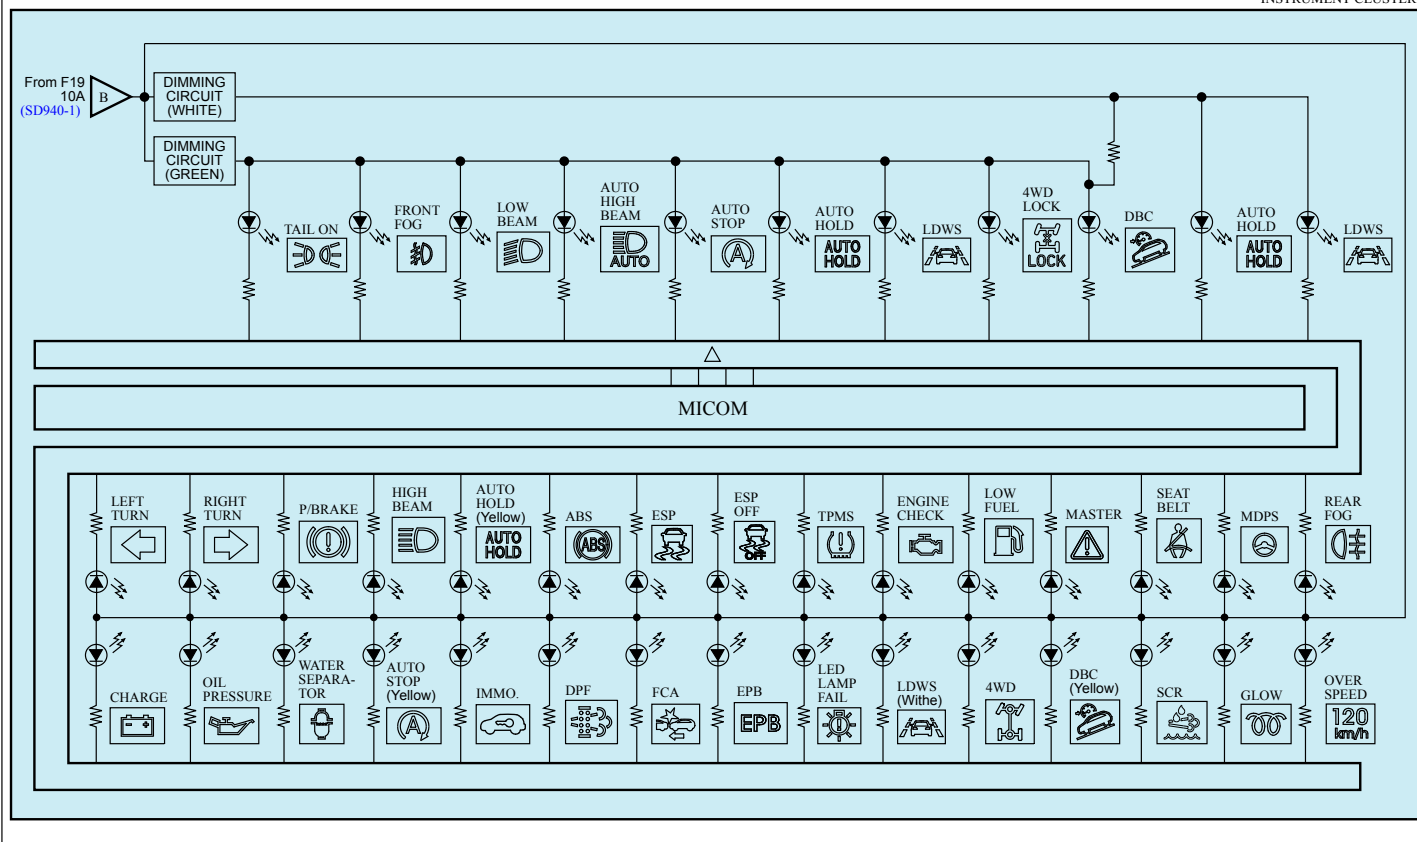 INSTRUMENT CLUSTER
From F19
10A
(SD940-1)
B
DIMMING
CIRCUIT
(WHITE)
DIMMING
CIRCUIT
(GREEN)
TAIL ON
FRONT
FOG
LOW
BEAM
AUTO
HIGH
BEAM
AUTO
AUTO
STOP
A
AUTO
HOLD
AUTO
HOLD
LDWS
4WD
LOCK
LOCK
DBC
AUTO
HOLD
AUTO
HOLD
LDWS
MICOM
LEFT
TURN
RIGHT
TURN
P/BRAKE
HIGH
BEAM
AUTO
HOLD
(Yellow)
AUTO
HOLD
ABS
ABS
ESP
ESP
OFF
OFF
TPMS
ENGINE
CHECK
LOW
FUEL
MASTER
SEAT
BELT
MDPS
REAR
FOG
CHARGE
OIL
PRESSURE
WATER
SEPARA-
TOR
AUTO
STOP
(Yellow)
A
IMMO.
DPF
FCA
EPB
EPB
LED
LAMP
FAIL
LDWS
(Withe)
4WD
DBC
(Yellow)
SCR
GLOW
OVER
SPEED
120
km/h